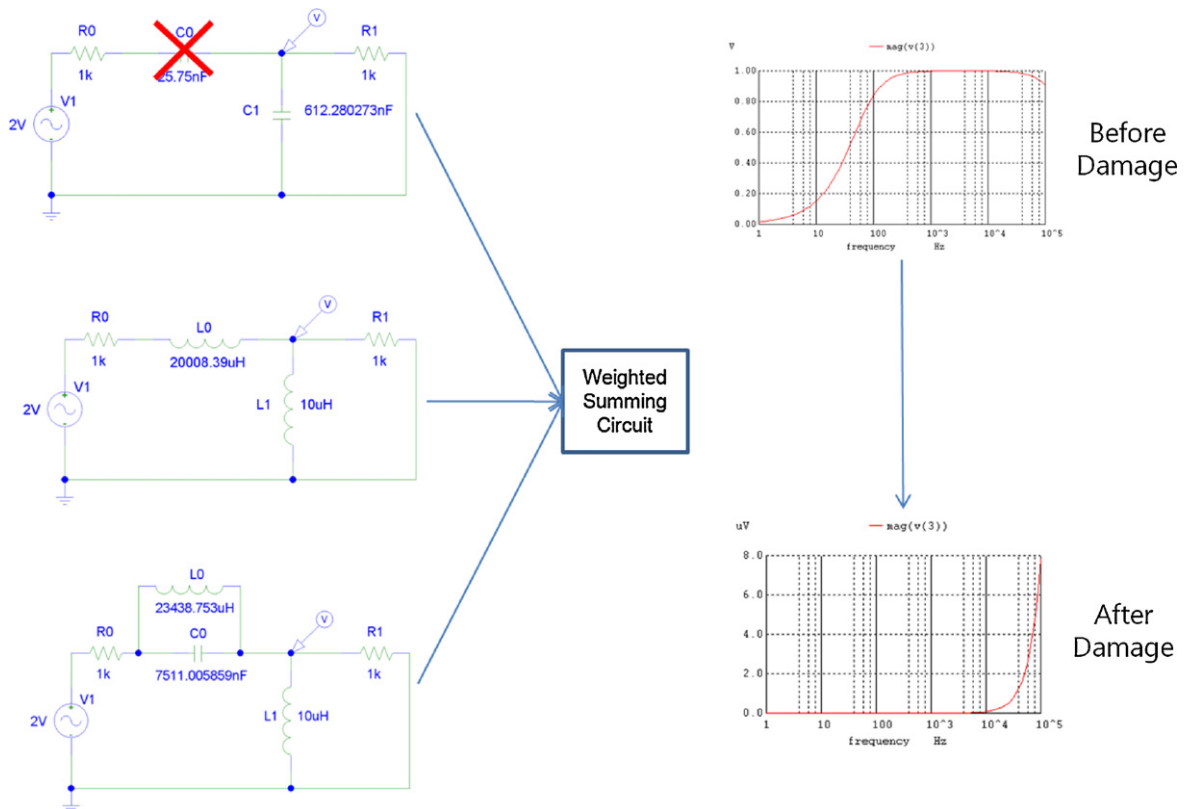 R0
C0
V
R1
1k
25.75nF
1k
V1
2V
C1
612.280273nF
V
R0
L0
R1
1k
20008.39uH
1k
V1
2V
L1
10uH
L0
23438.753uH
V
R0
C0
R1
1k
7511.005859nF
1k
V1
2V
L1
10uH
Weighted
Summing
Circuit
V
mag(v(3))
1.00
0.80
0.60
0.40
0.20
0.00
1 10 100 10^3 10^4 10^5
frequency Hz
Before
Damage
uV
mag(v(3))
8.0
6.0
4.0
2.0
0.0
1 10 100 10^3 10^4 10^5
frequency Hz
After
Damage